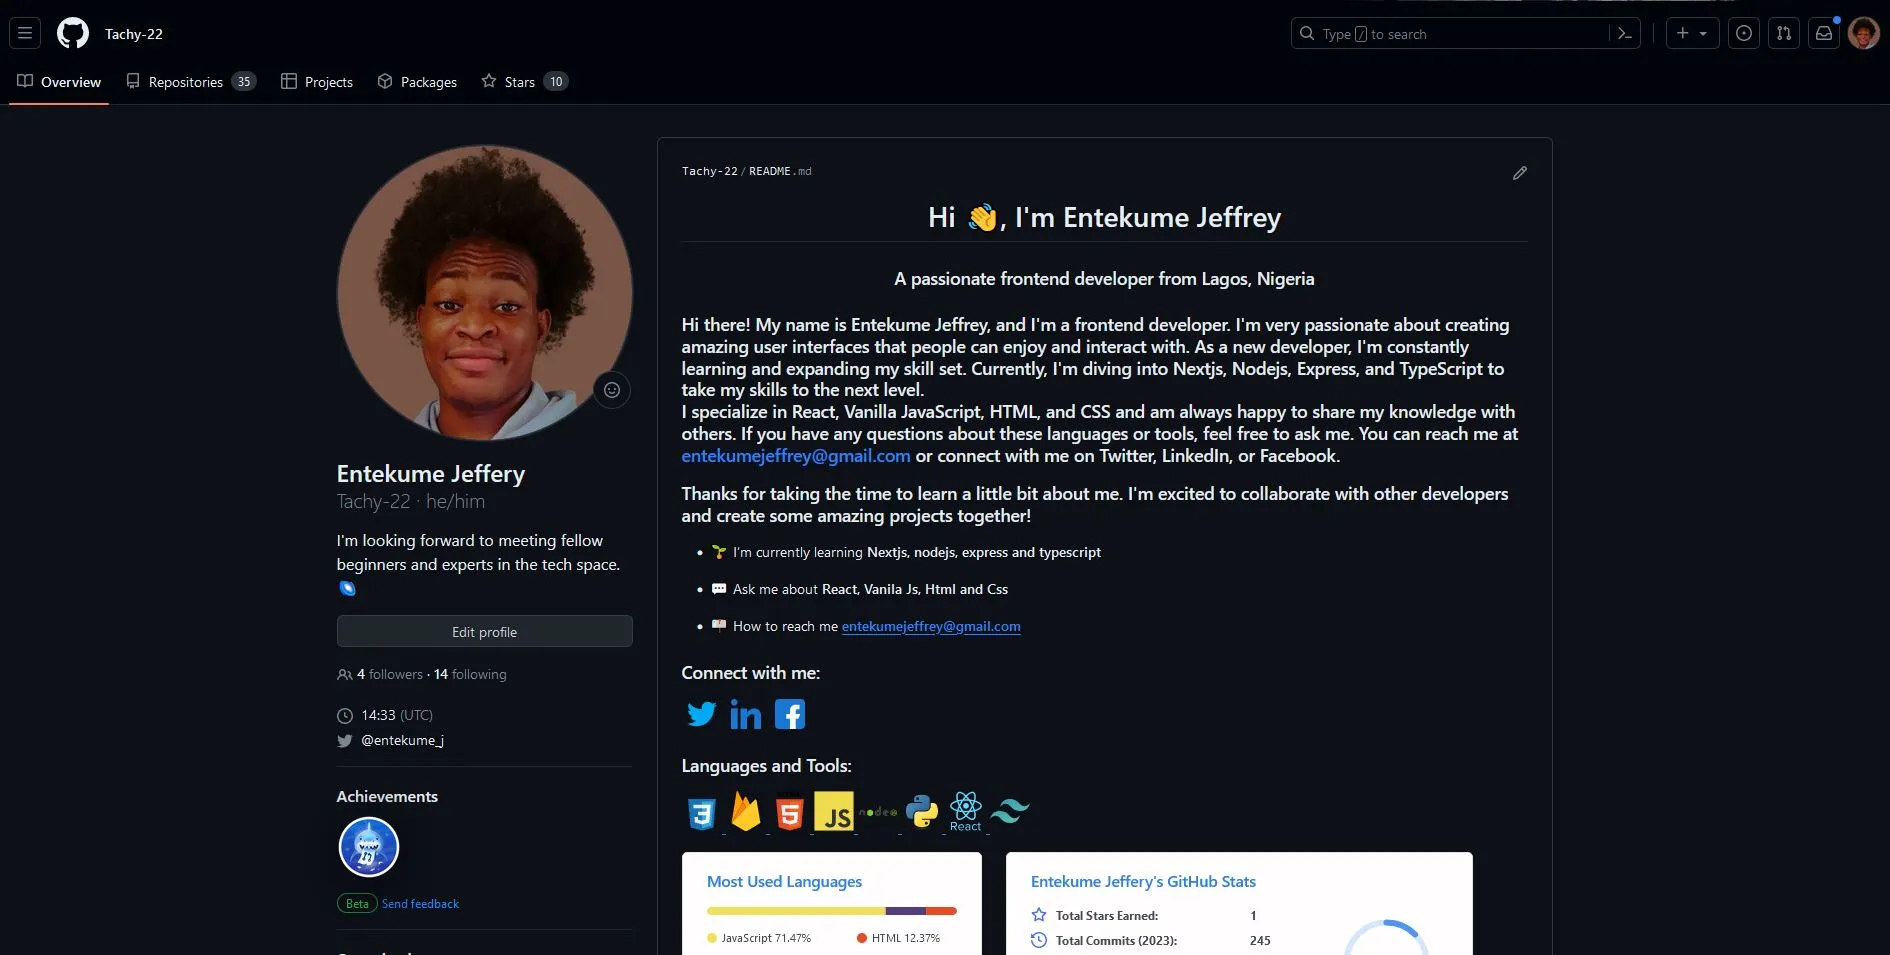 Tachy-22
Type / to search
Overview
Repositories 35
Projects
Packages
Stars 10
Entekume Jeffery
Tachy-22 · he/him
I'm looking forward to meeting fellow
beginners and experts in the tech space.
Edit profile
4 followers · 14 following
14:33 (UTC)
@entekume_j
Achievements
Beta Send feedback
Tachy-22/README.md
Hi 👋, I'm Entekume Jeffrey
A passionate frontend developer from Lagos, Nigeria
Hi there! My name is Entekume Jeffrey, and I'm a frontend developer. I'm very passionate about creating
amazing user interfaces that people can enjoy and interact with. As a new developer, I'm constantly
learning and expanding my skill set. Currently, I'm diving into Nextjs, Nodejs, Express, and TypeScript to
take my skills to the next level.
I specialize in React, Vanilla JavaScript, HTML, and CSS and am always happy to share my knowledge with
others. If you have any questions about these languages or tools, feel free to ask me. You can reach me at
entekumejeffrey@gmail.com or connect with me on Twitter, LinkedIn, or Facebook.
Thanks for taking the time to learn a little bit about me. I'm excited to collaborate with other developers
and create some amazing projects together!
• 🌱 I'm currently learning Nextjs, nodejs, express and typescript
• 💬 Ask me about React, Vanila Js, Html and Css
• 📫 How to reach me entekumejeffrey@gmail.com
Connect with me:
in f
Languages and Tools:
3 5 JS node React
Most Used Languages
JavaScript 71.47% HTML 12.37%
Entekume Jeffery's GitHub Stats
Total Stars Earned: 1
Total Commits (2023): 245